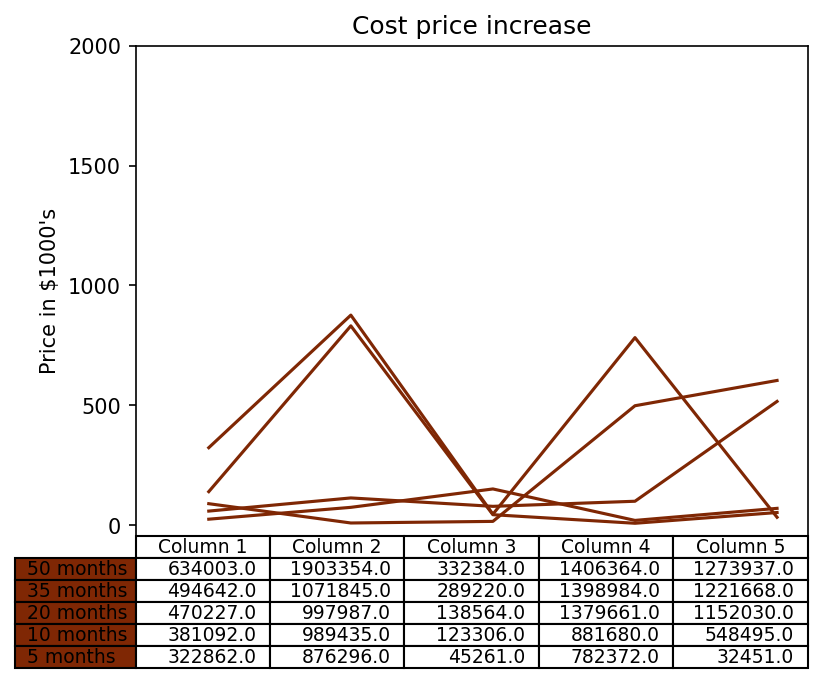 Cost price increase
2000
1500
1000
500
0
Price in $1000's
Column 1 Column 2 Column 3 Column 4 Column 5
50 months 634003.0 1903354.0 332384.0 1406364.0 1273937.0
35 months 494642.0 1071845.0 289220.0 1398984.0 1221668.0
20 months 470227.0 997987.0 138564.0 1379661.0 1152030.0
10 months 381092.0 989435.0 123306.0 881680.0 548495.0
5 months 322862.0 876296.0 45261.0 782372.0 32451.0